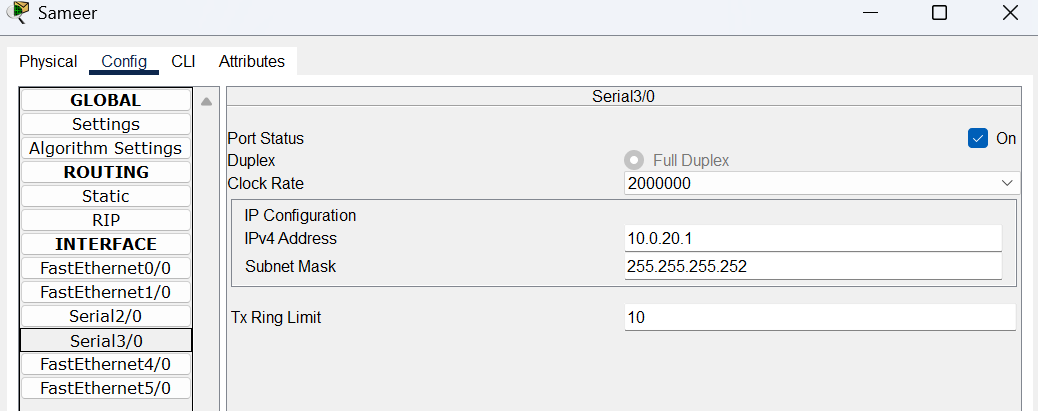 Sameer
Physical Config CLI Attributes
GLOBAL
Settings
Algorithm Settings
ROUTING
Static
RIP
INTERFACE
FastEthernet0/0
FastEthernet1/0
Serial2/0
Serial3/0
FastEthernet4/0
FastEthernet5/0
Serial3/0
Port Status On
Duplex Full Duplex
Clock Rate 2000000
IP Configuration
IPv4 Address 10.0.20.1
Subnet Mask 255.255.255.252
Tx Ring Limit 10